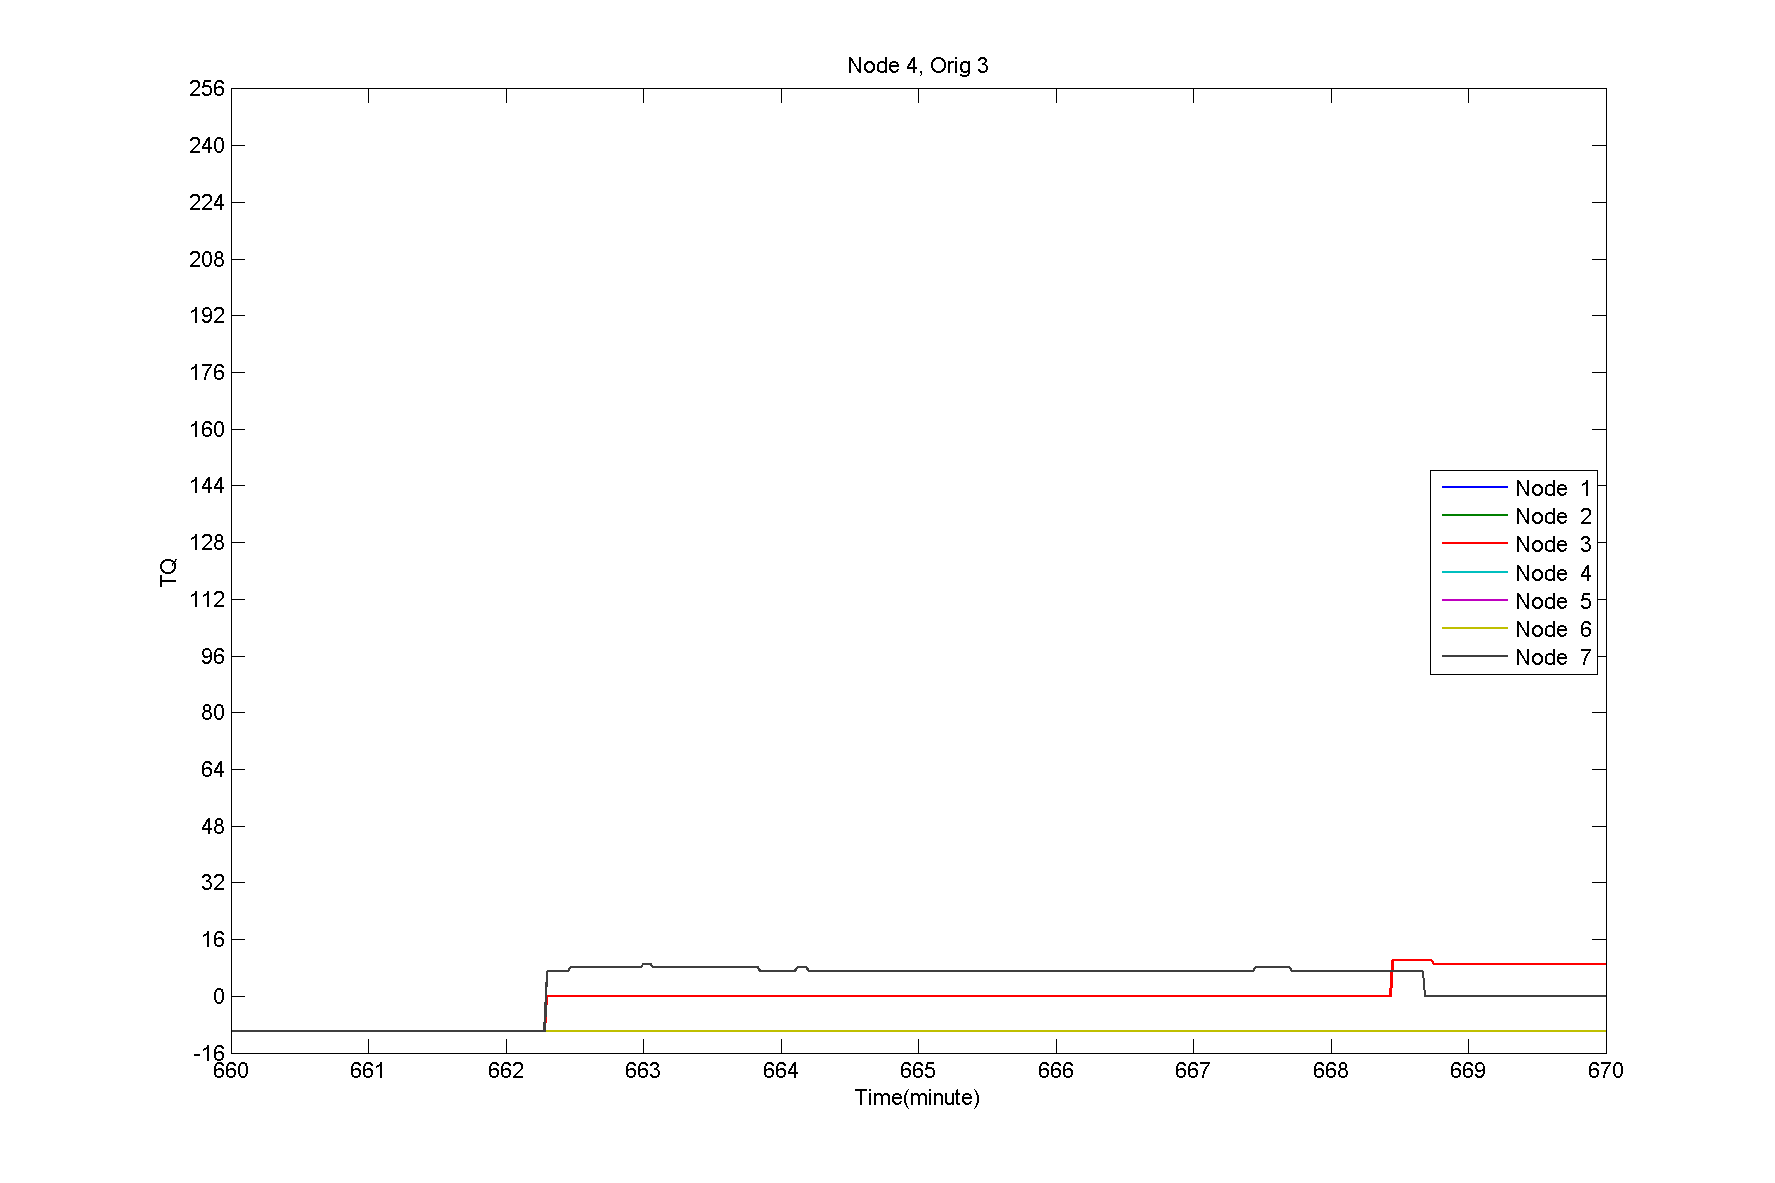 Node 4, Orig 3
256
240
224
208
192
176
160
144
128
112
96
80
64
48
32
16
0
-16
TQ
Node 1
Node 2
Node 3
Node 4
Node 5
Node 6
Node 7
660 661 662 663 664 665 666 667 668 669 670
Time(minute)